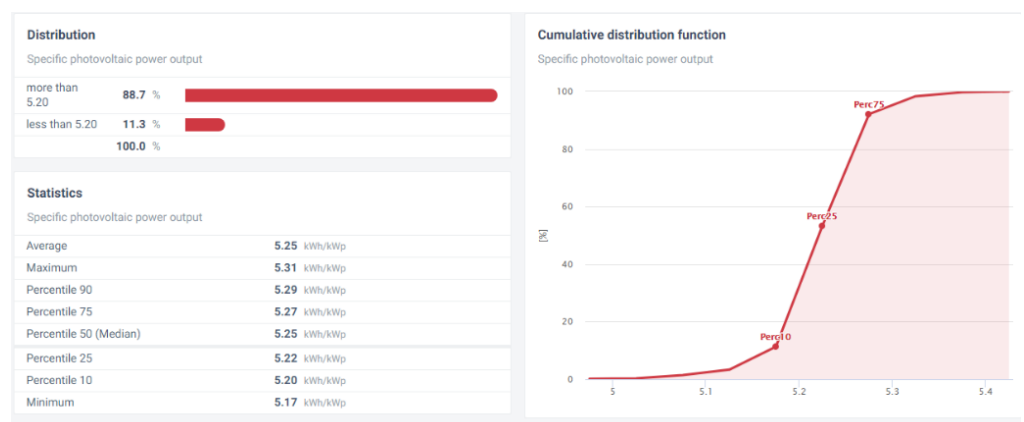 Distribution
Specific photovoltaic power output
more than
5.20
88.7 %
less than 5.20 11.3 %
100.0 %
Statistics
Specific photovoltaic power output
Average 5.25 kWh/kWp
Maximum 5.31 kWh/kWp
Percentile 90 5.29 kWh/kWp
Percentile 75 5.27 kWh/kWp
Percentile 50 (Median) 5.25 kWh/kWp
Percentile 25 5.22 kWh/kWp
Percentile 10 5.20 kWh/kWp
Minimum 5.17 kWh/kWp
Cumulative distribution function
Specific photovoltaic power output
100
80
60
40
20
0
[%]
Perc75
Perc25
Perc10
5 5.1 5.2 5.3 5.4